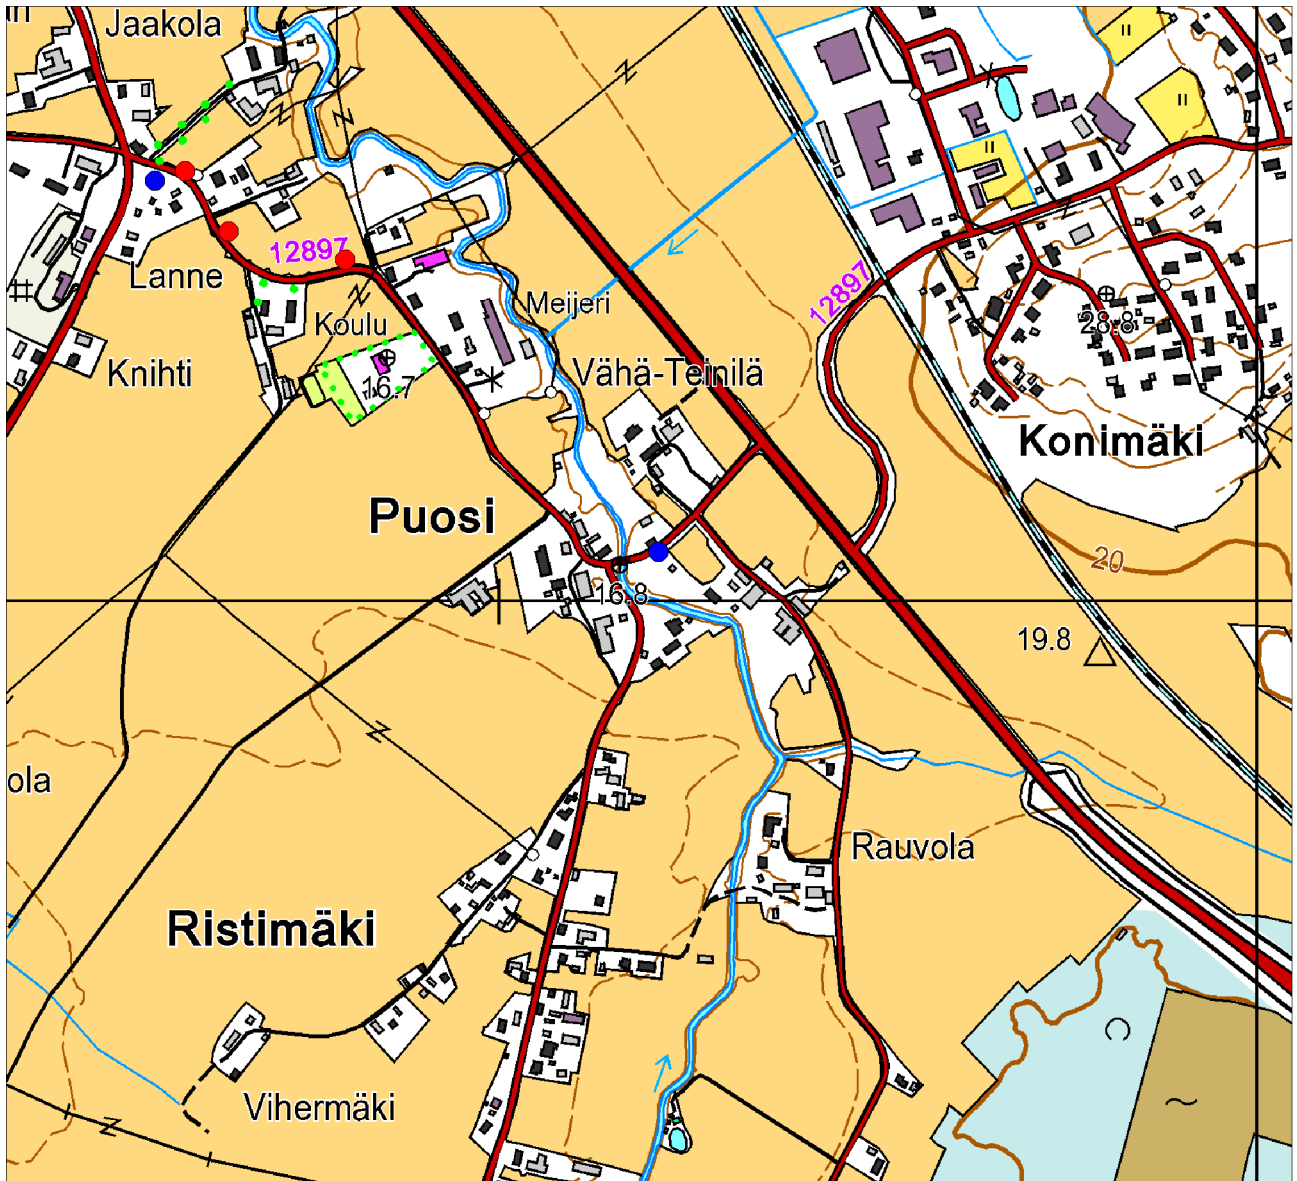 Jaakola
12897
Lanne
Meijeri
12897
Koulu
28.8
Knihti
16.7
Vähä-Teinilä
Konimäki
Puosi
20
16.8
19.8
ola
Rauvola
Ristimäki
Vihermäki